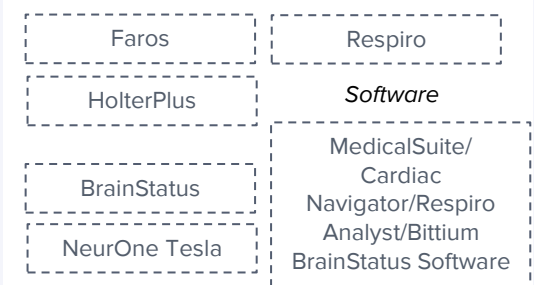 Faros
HolterPlus
BrainStatus
NeurOne Tesla
Respiro
Software
MedicalSuite/
Cardiac
Navigator/Respiro
Analyst/Bittium
BrainStatus Software